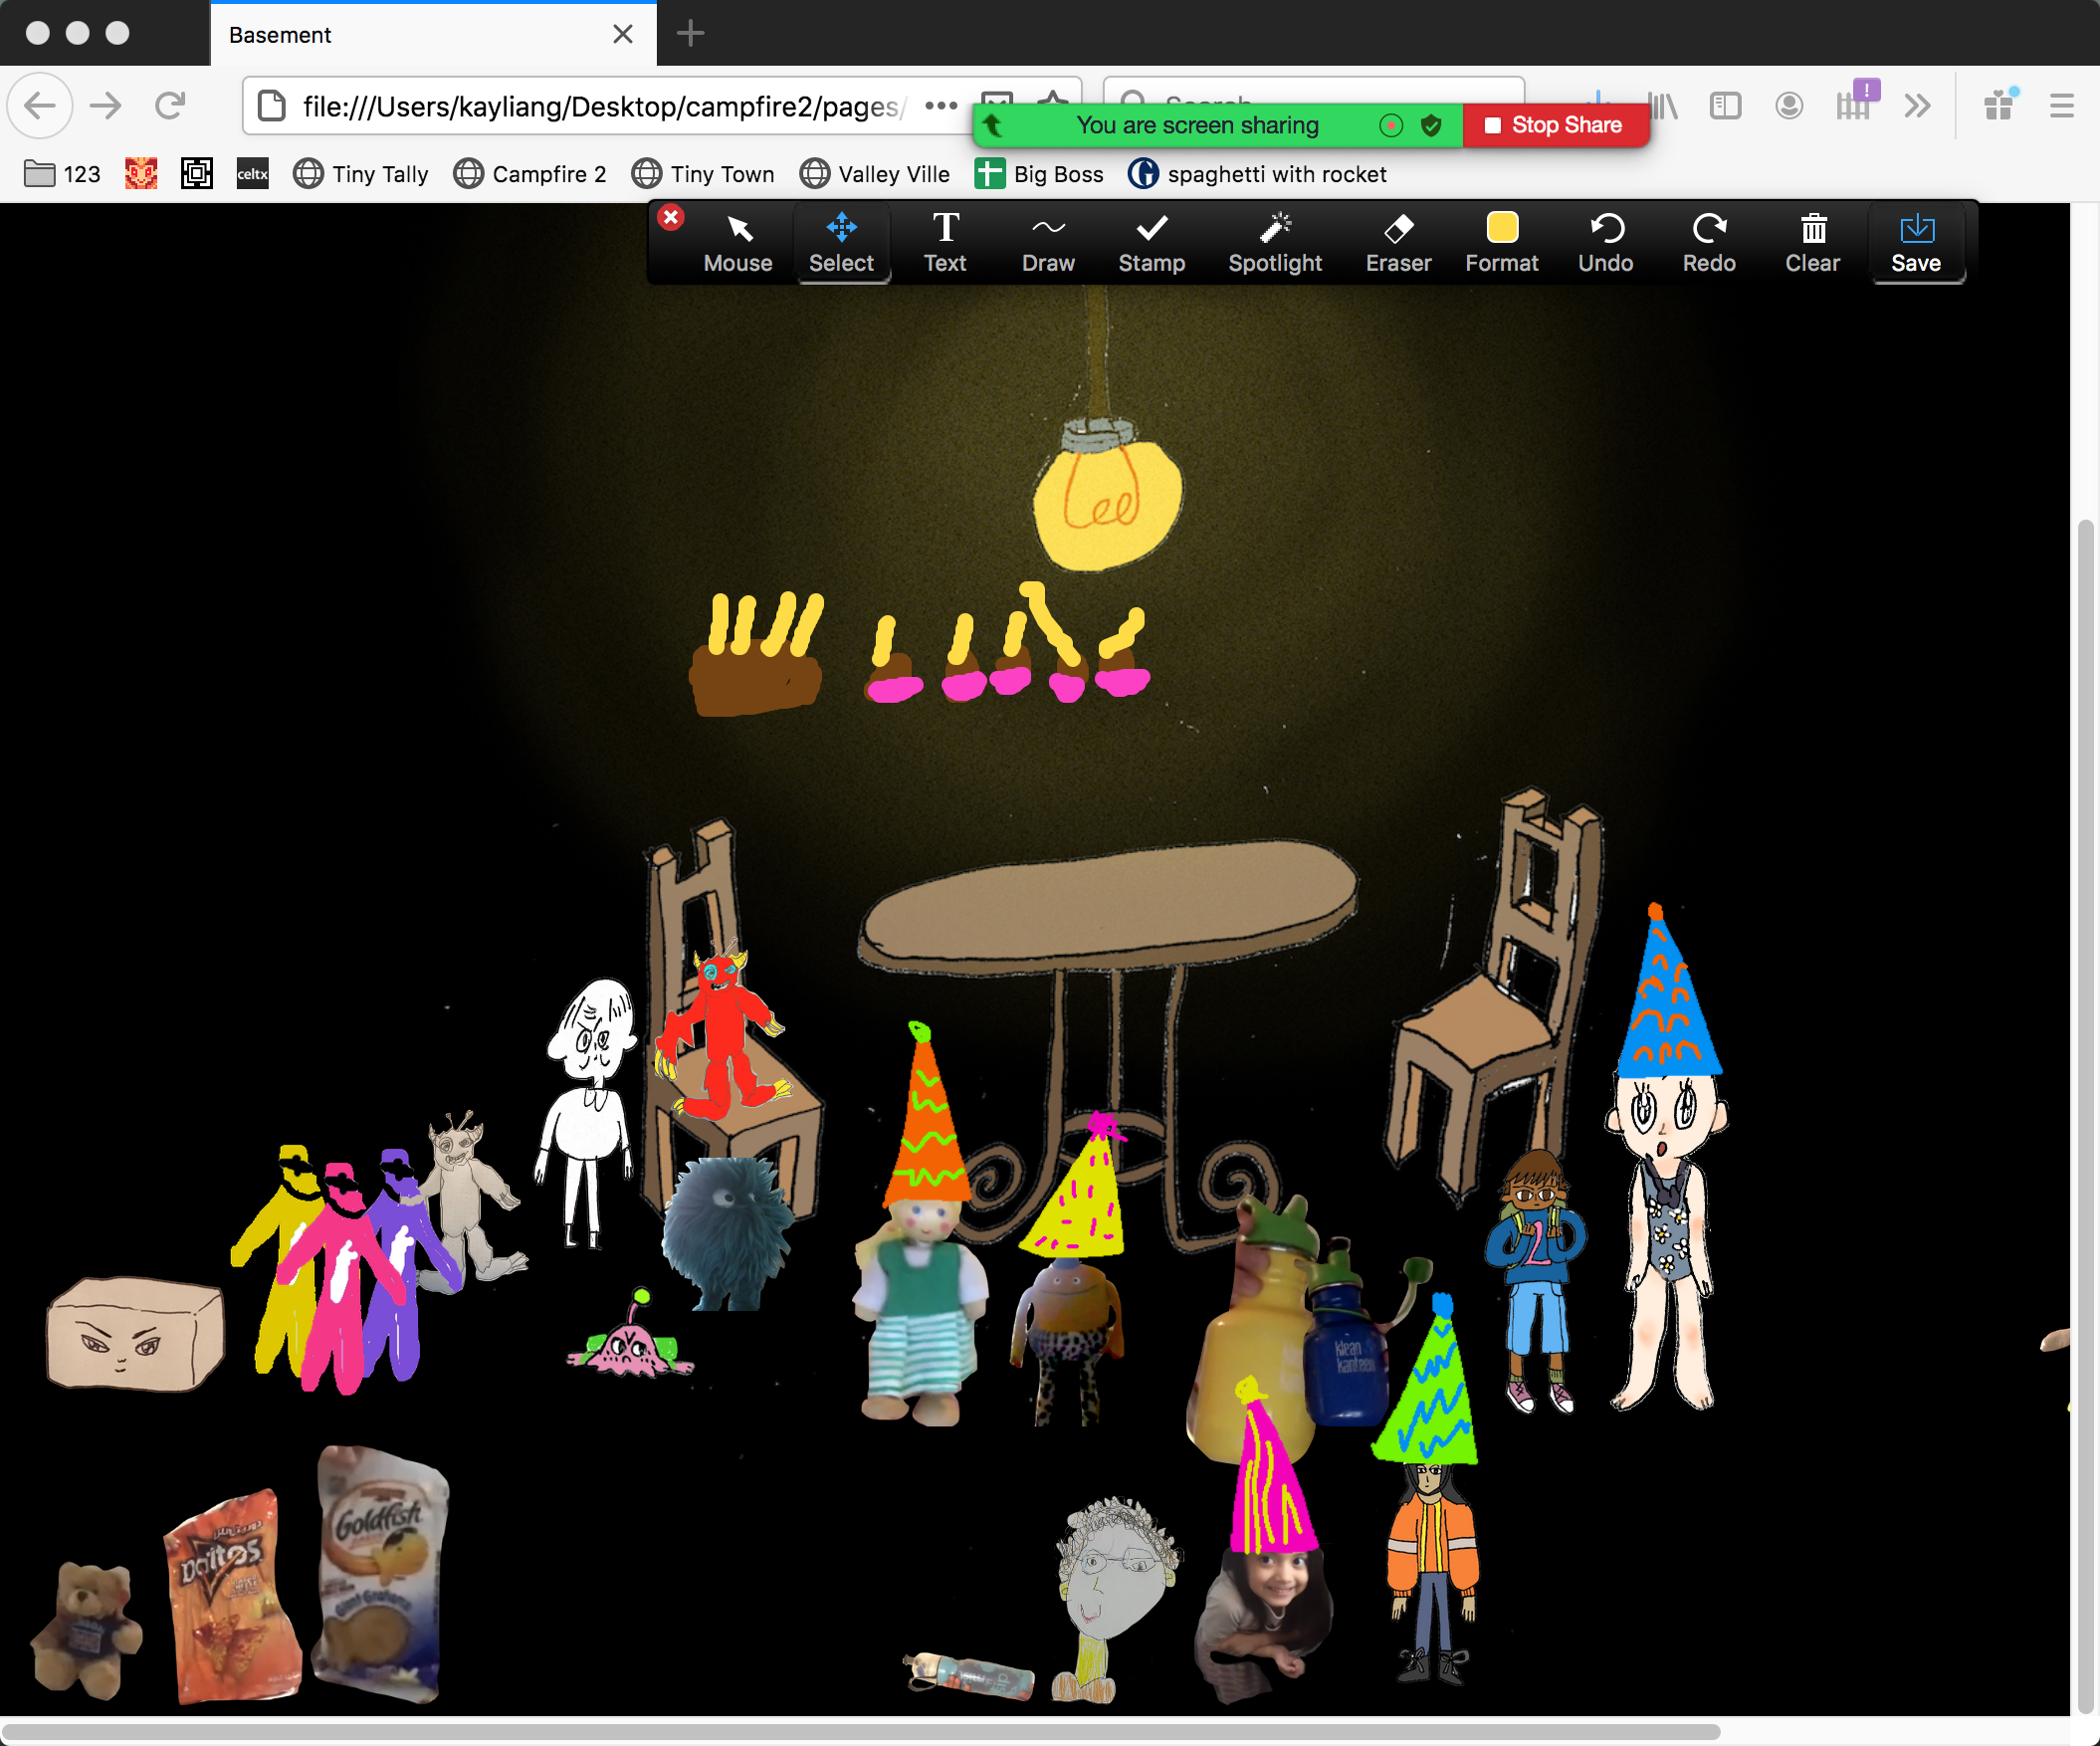 Basement
file:///Users/kayliang/Desktop/campfire2/pages/
Search
You are screen sharing
Stop Share
123
celtx
Tiny Tally
Campfire 2
Tiny Town
Valley Ville
Big Boss
spaghetti with rocket
Mouse
Select
Text
Draw
Stamp
Spotlight
Eraser
Format
Undo
Redo
Clear
Save
klean
kanteen
2
Goldfish
Doritos